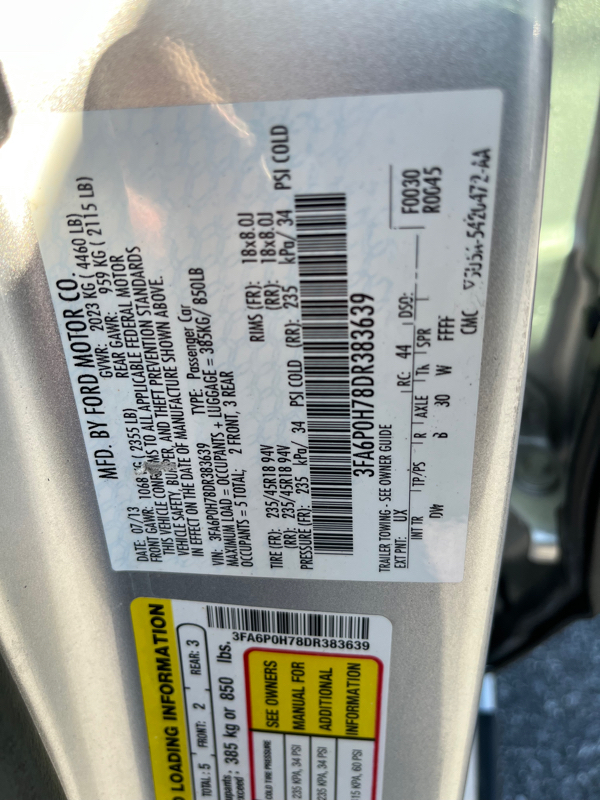 MFD. BY FORD MOTOR CO.
DATE: 07/13 GVWR: 2023 KG ( 4460 LB)
FRONT GAWR: 1068 KG ( 2355 LB) REAR GAWR: 959 KG ( 2115 LB)
THIS VEHICLE CONFORMS TO ALL APPLICABLE FEDERAL MOTOR
VEHICLE SAFETY, BUMPER, AND THEFT PREVENTION STANDARDS
IN EFFECT ON THE DATE OF MANUFACTURE SHOWN ABOVE.
VIN: 3FA6P0H78DR383639 TYPE: Passenger Car
MAXIMUM LOAD = OCCUPANTS + LUGGAGE = 385KG/ 850LB
OCCUPANTS = 5 TOTAL; 2 FRONT, 3 REAR
TIRE (FR): 235/45R18 94V RIMS (FR): 18x8.0J
(RR): 235/45R18 94V (RR): 18x8.0J
PRESSURE (FR): 235 kPa/ 34 PSI COLD (RR): 235 kPa/ 34 PSI COLD
3FA6P0H78DR383639
TRAILER TOWING - SEE OWNER GUIDE
F0030
R0045
EXT PNT: UX RC: 44 DSO:
INT TR TP/PS R AXLE TR SPR
DW B 30 W FFFF
CMC
LOADING INFORMATION
TOTAL: 5 FRONT: 2 REAR: 3
385 kg or 850 lbs.
3FA6P0H78DR383639
COLD TIRE PRESSURE
235 KPA, 34 PSI
235 KPA, 34 PSI
60 PSI
SEE OWNERS
MANUAL FOR
ADDITIONAL
INFORMATION